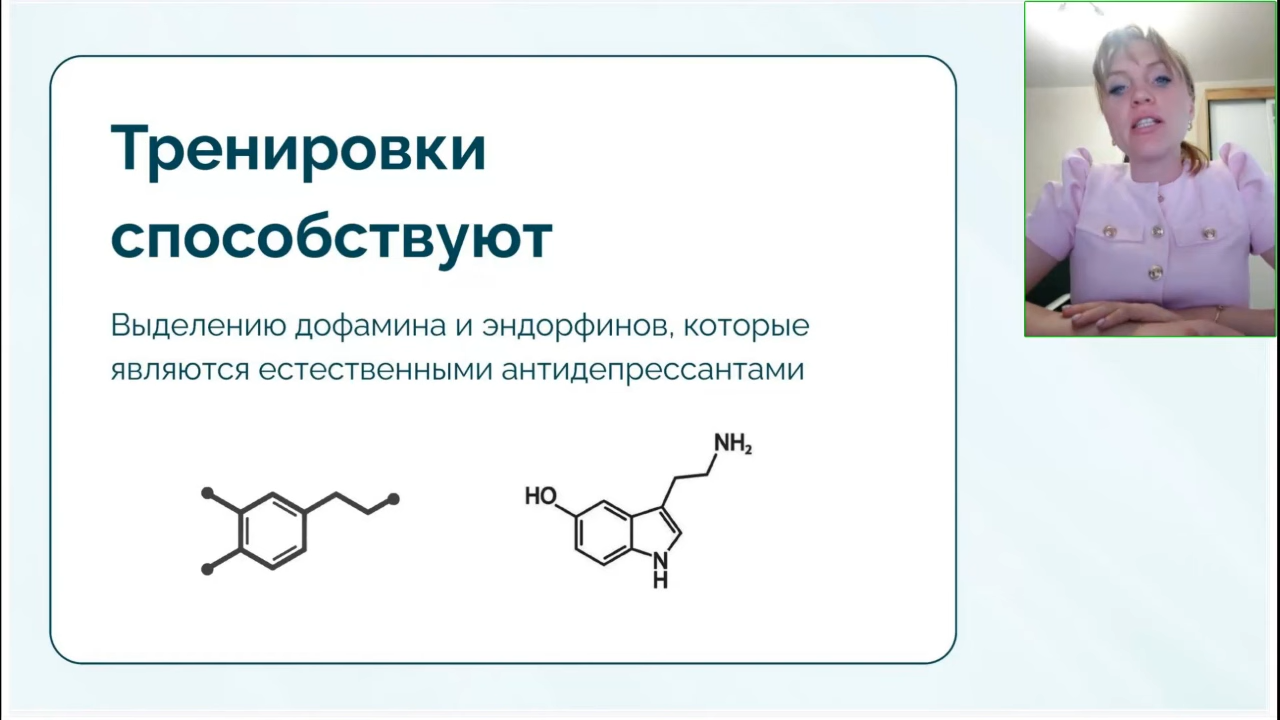 Тренировки
способствуют
Выделению дофамина и эндорфинов, которые
являются естественными антидепрессантами
NH₂
HO
N
H